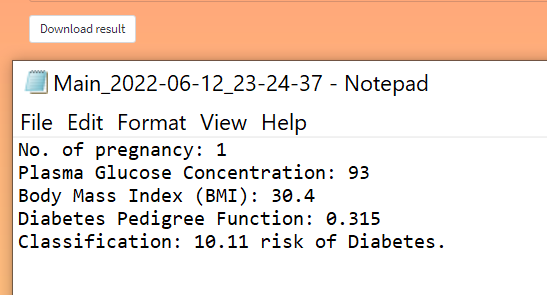 Download result
Main_2022-06-12_23-24-37 - Notepad
File Edit Format View Help
No. of pregnancy: 1
Plasma Glucose Concentration: 93
Body Mass Index (BMI): 30.4
Diabetes Pedigree Function: 0.315
Classification: 10.11 risk of Diabetes.